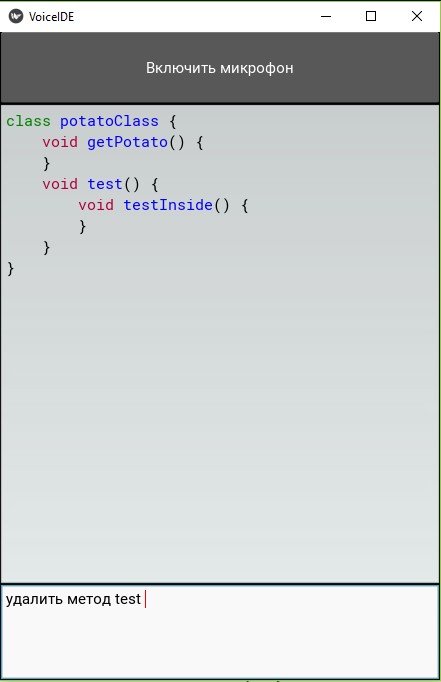 VoiceIDE
Включить микрофон
class potatoClass {
    void getPotato() {
    }
    void test() {
        void testInside() {
        }
    }
}
удалить метод test